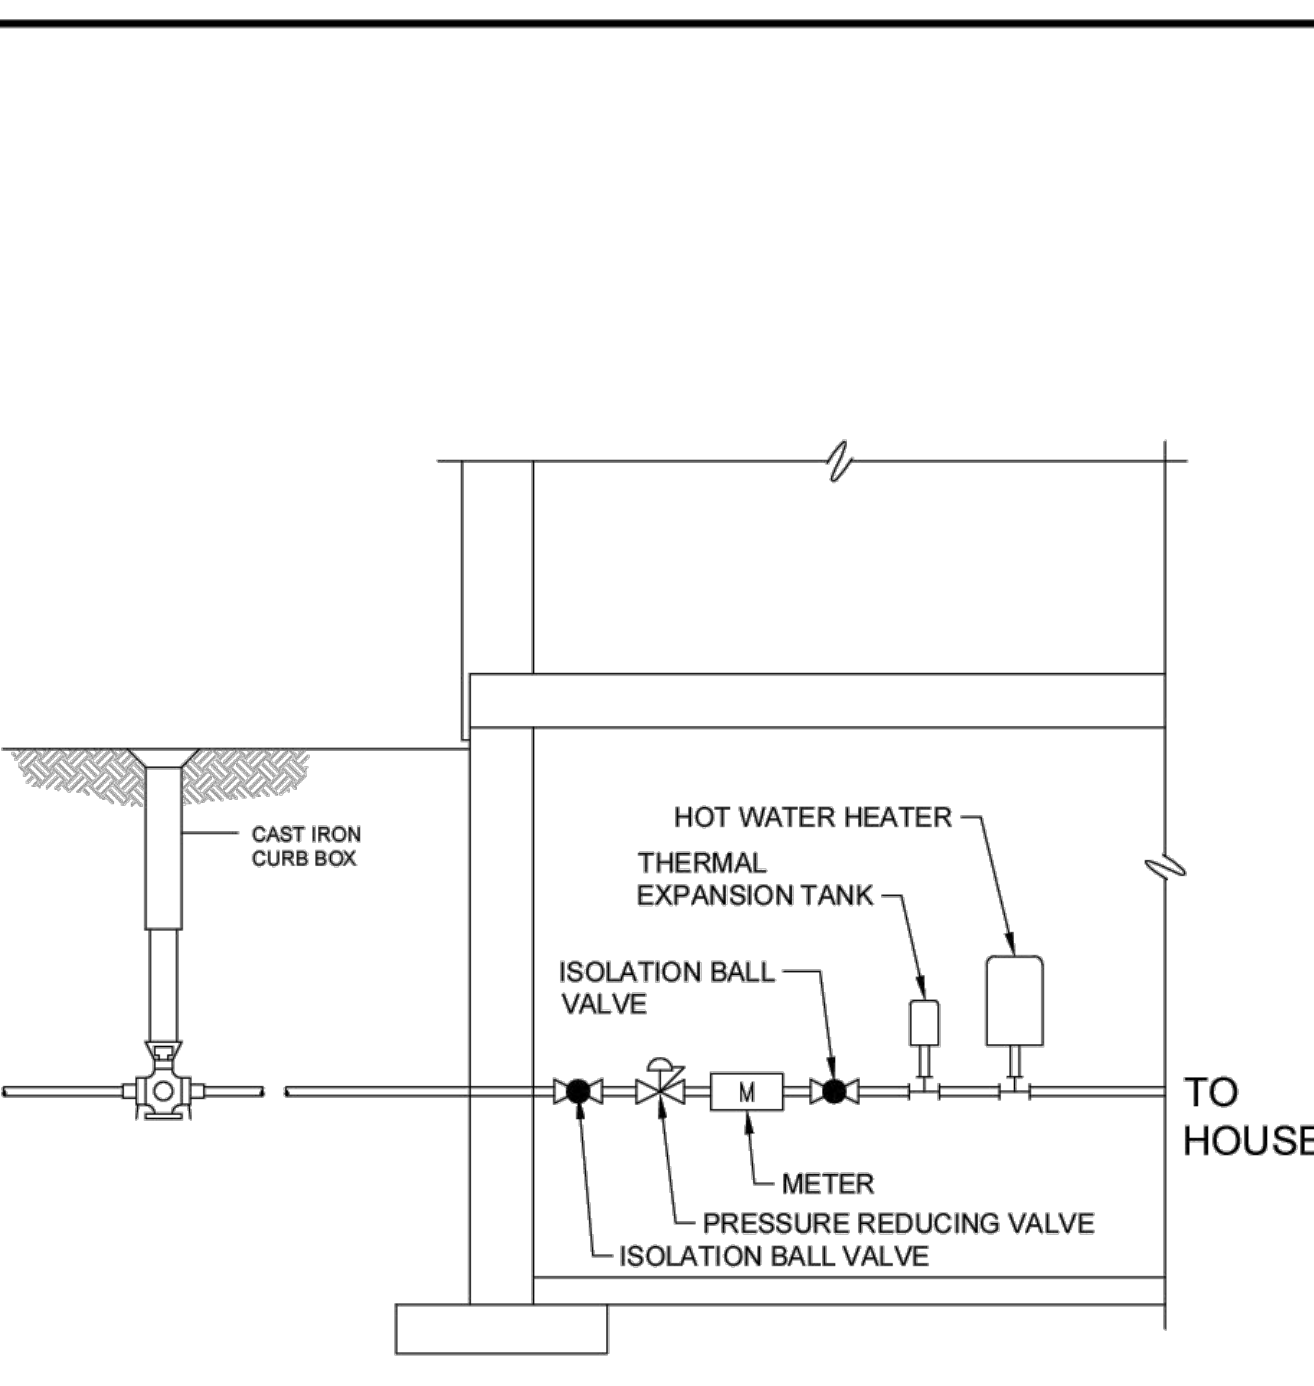 HOT WATER HEATER
THERMAL
EXPANSION TANK
CAST IRON
CURB BOX
ISOLATION BALL
VALVE
M
TO
HOUSE
METER
PRESSURE REDUCING VALVE
ISOLATION BALL VALVE